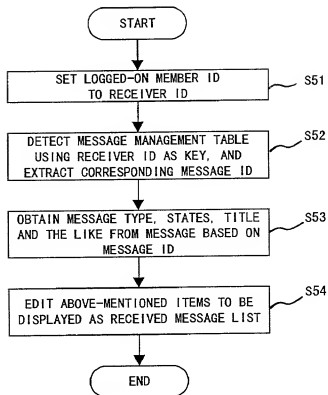 START
SET LOGGED-ON MEMBER ID
TO RECEIVER ID
S51
DETECT MESSAGE MANAGEMENT TABLE
USING RECEIVER ID AS KEY, AND
EXTRACT CORRESPONDING MESSAGE ID
S52
OBTAIN MESSAGE TYPE, STATES, TITLE
AND THE LIKE FROM MESSAGE BASED ON
MESSAGE ID
S53
EDIT ABOVE-MENTIONED ITEMS TO BE
DISPLAYED AS RECEIVED MESSAGE LIST
S54
END